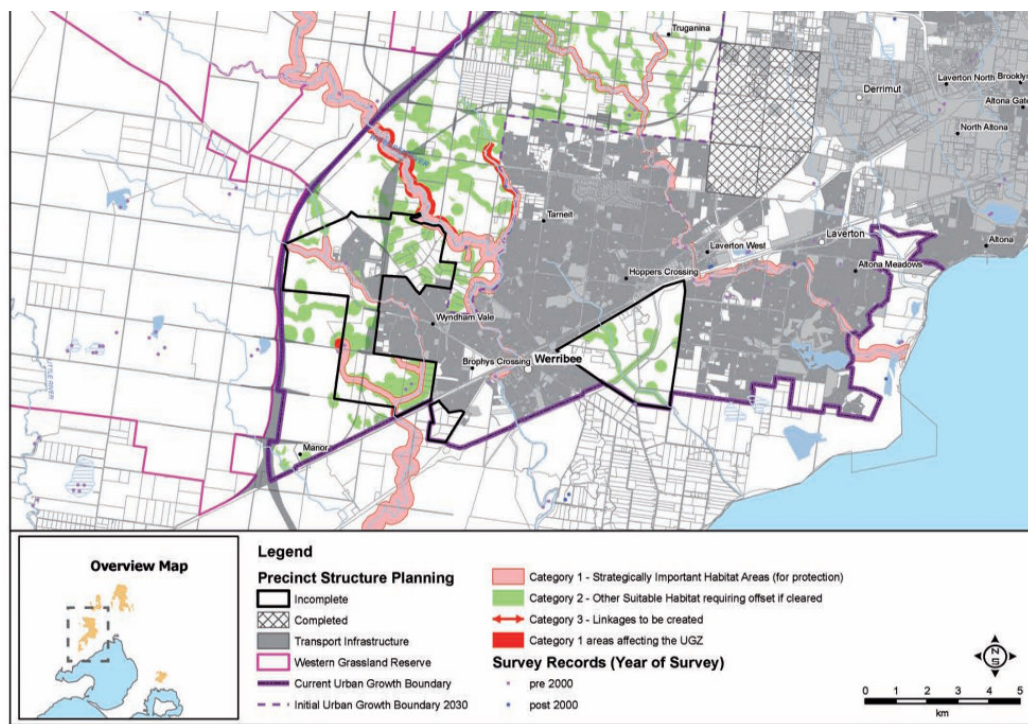 Truganina
Derrimut
Laverton North
Brooklyn
Altona Gate
North Altona
Tarneit
Laverton West
Laverton
Altona
Altona Meadows
Hoppers Crossing
Wyndham Vale
Brophys Crossing
Werribee
Manor
LITTLE RIVER
Overview Map
Legend
Precinct Structure Planning
Incomplete
Completed
Transport Infrastructure
Western Grassland Reserve
Current Urban Growth Boundary
Initial Urban Growth Boundary 2030
Category 1 - Strategically Important Habitat Areas (for protection)
Category 2 - Other Suitable Habitat requiring offset if cleared
Category 3 - Linkages to be created
Category 1 areas affecting the UGZ
Survey Records (Year of Survey)
pre 2000
post 2000
N
S
0 1 2 3 4 5
km